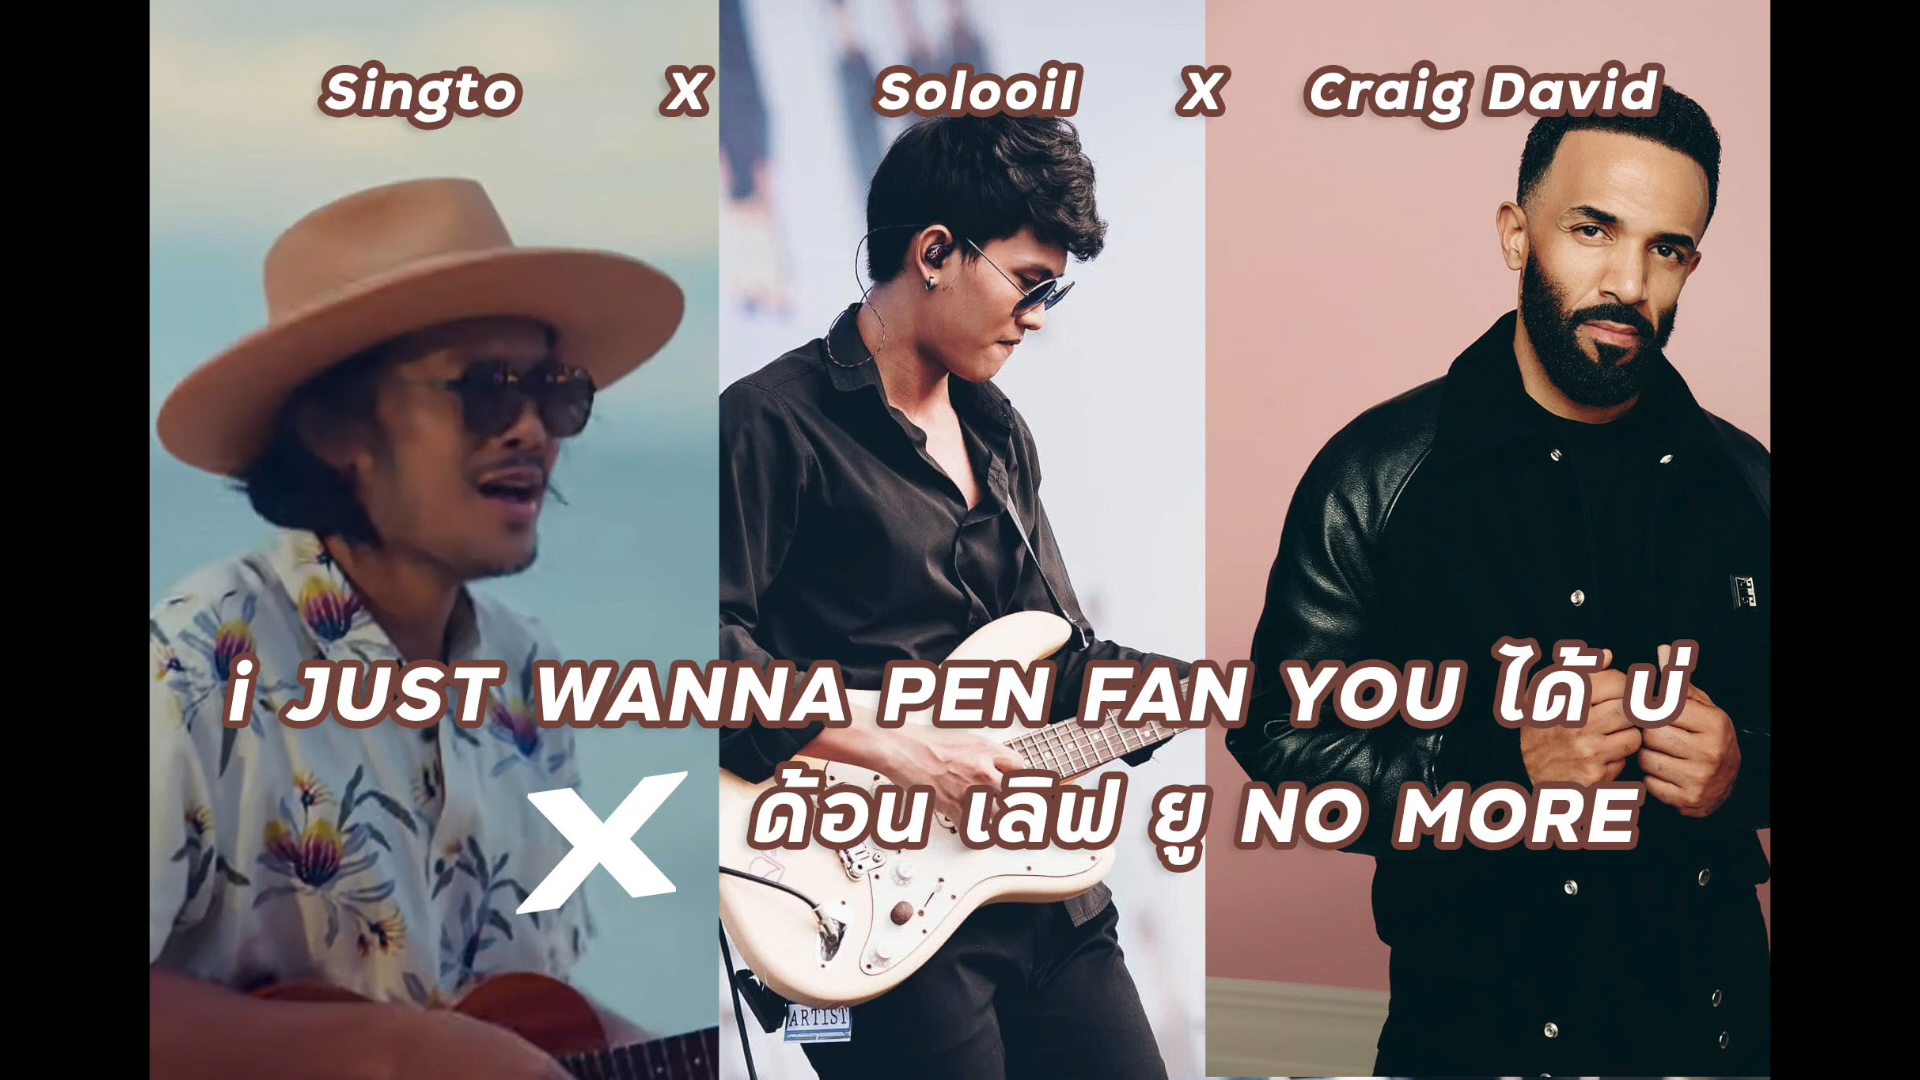 Singto X Solooil X Craig David
i JUST WANNA PEN FAN YOU ได้ บ่
X ด้อน เลิฟ ยู NO MORE
ARTIST